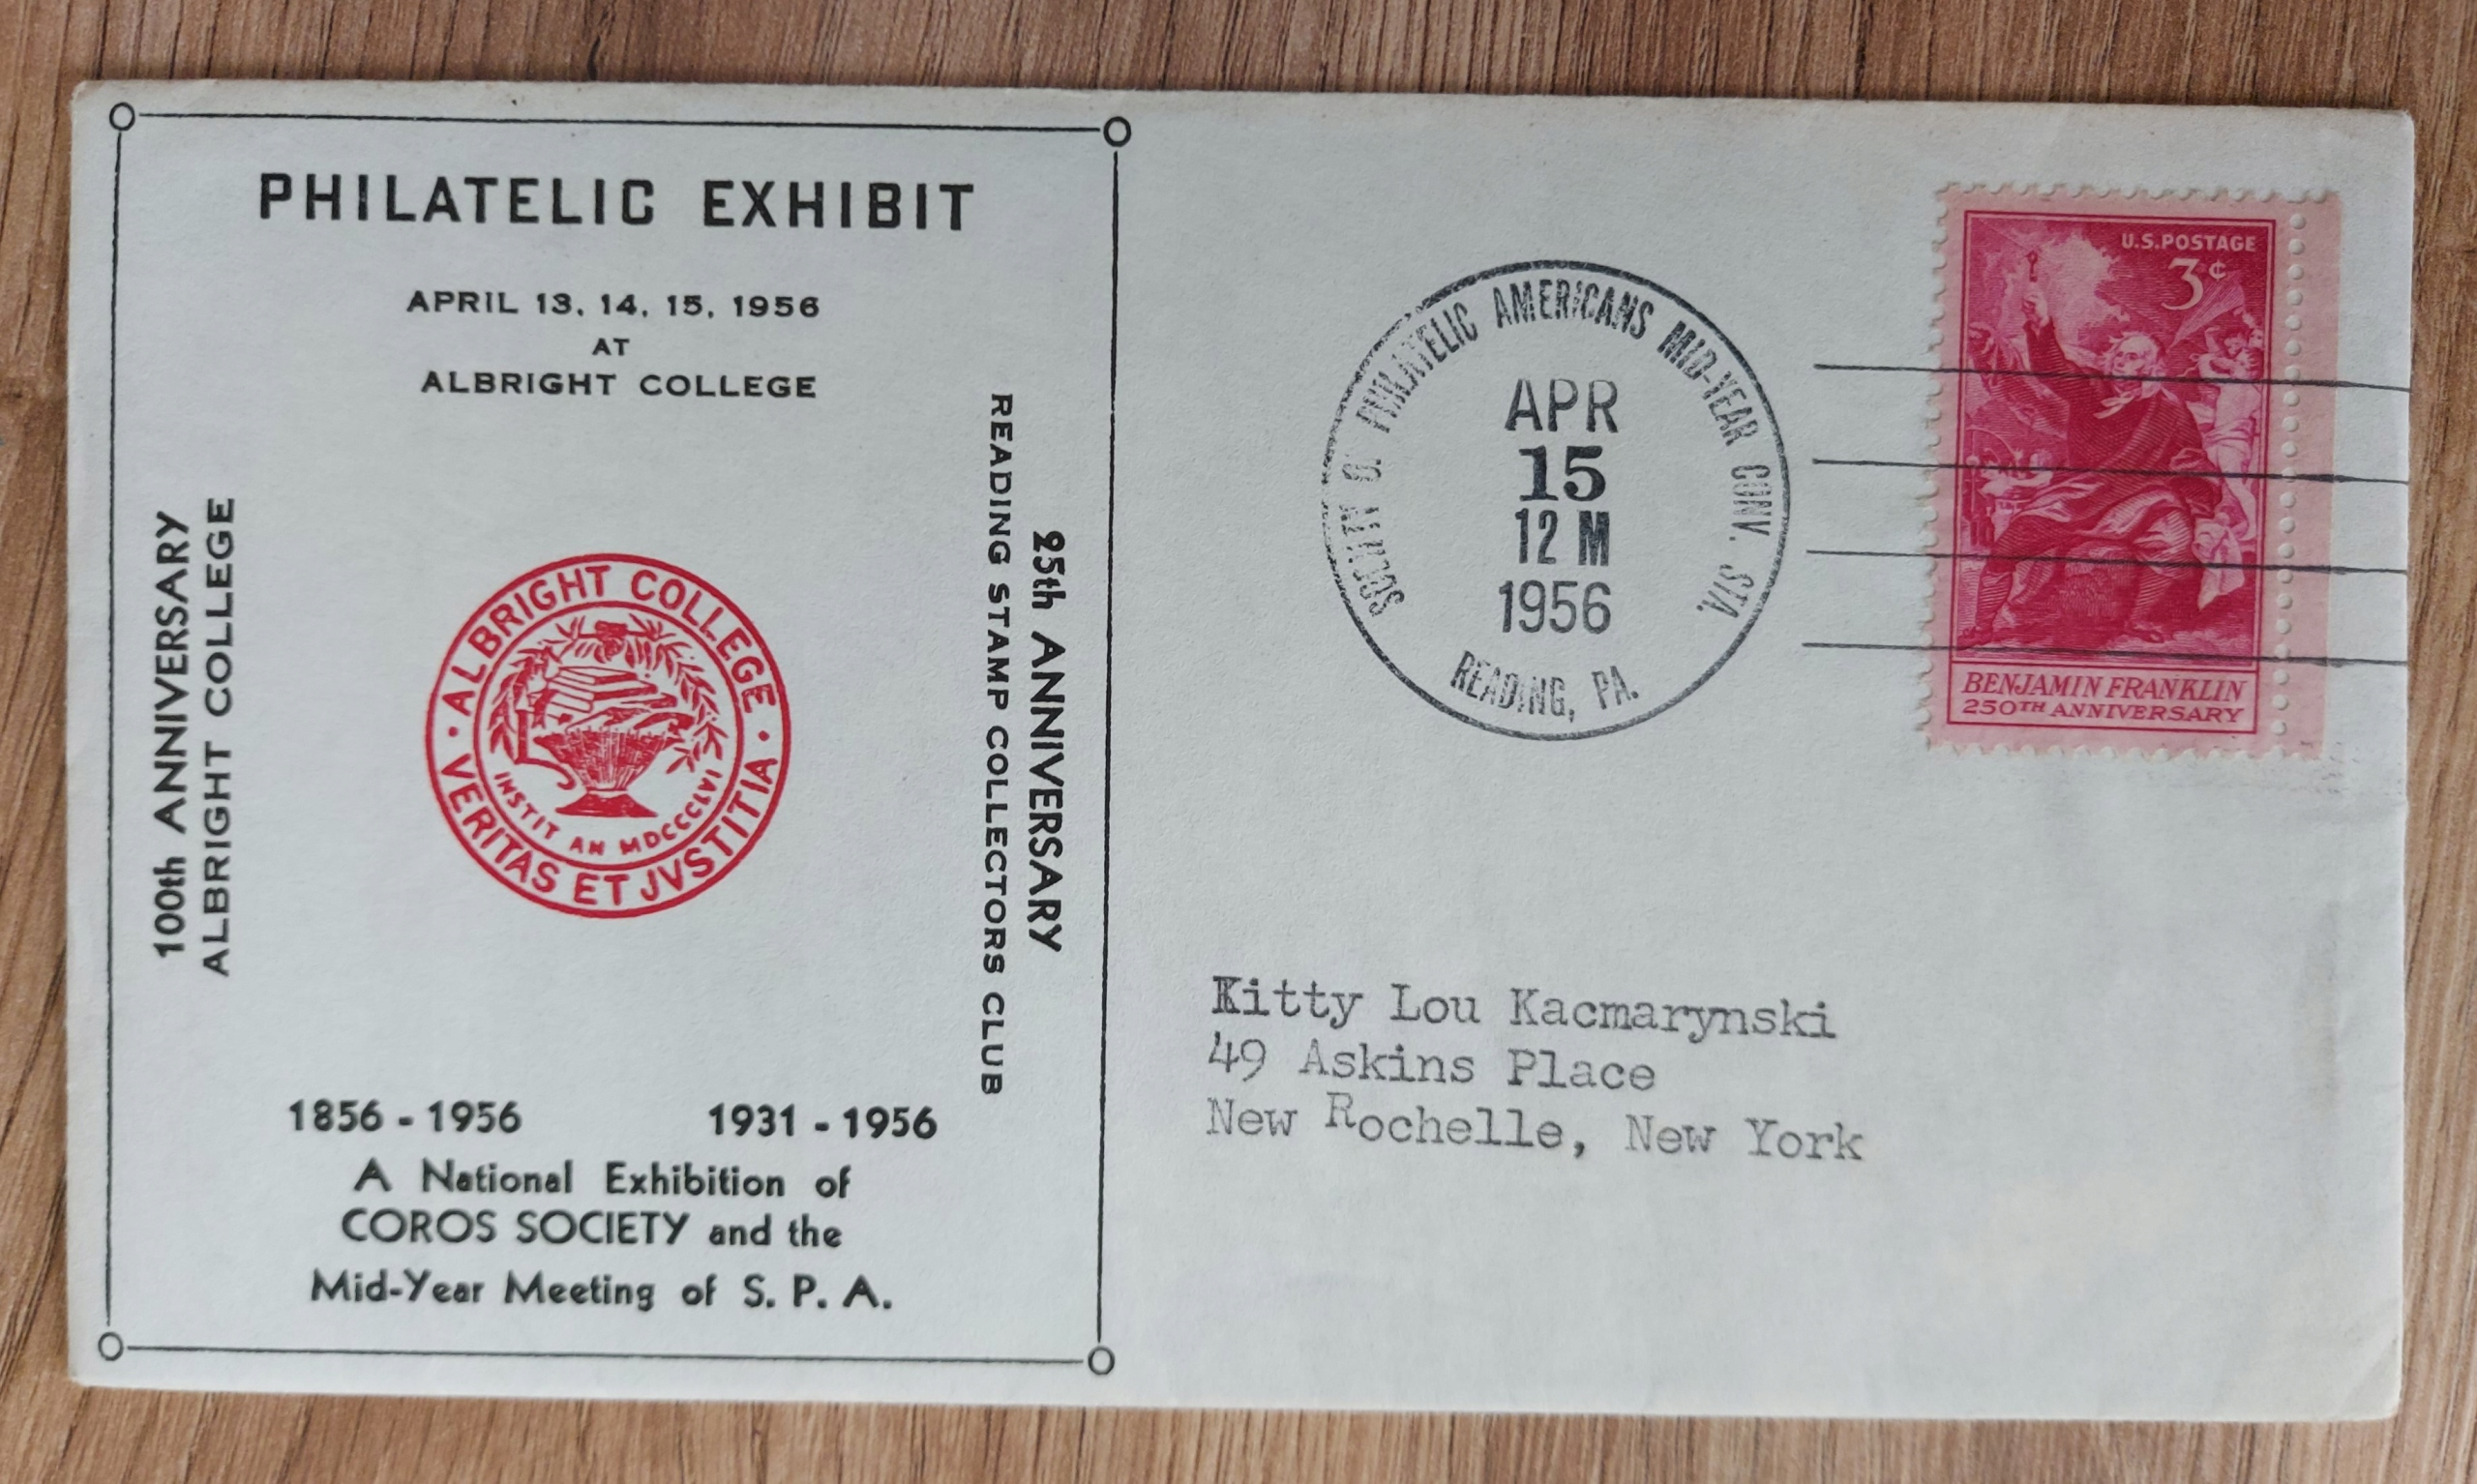 PHILATELIC EXHIBIT
APRIL 13, 14, 15, 1956
AT
ALBRIGHT COLLEGE
100th ANNIVERSARY
ALBRIGHT COLLEGE
25th ANNIVERSARY
READING STAMP COLLECTORS CLUB
· ALBRIGHT COLLEGE ·
VERITAS ET JVSTITIA
INSTIT AN MDCCCLVI
1856 - 1956 1931 - 1956
A National Exhibition of
COROS SOCIETY and the
Mid-Year Meeting of S. P. A.
SOCIETY O. PHILATELIC AMERICANS MID-YEAR CONV. STA.
APR
15
12 M
1956
READING, PA.
U.S. POSTAGE
3¢
BENJAMIN FRANKLIN
250TH ANNIVERSARY
Kitty Lou Kacmarynski
49 Askins Place
New Rochelle, New York